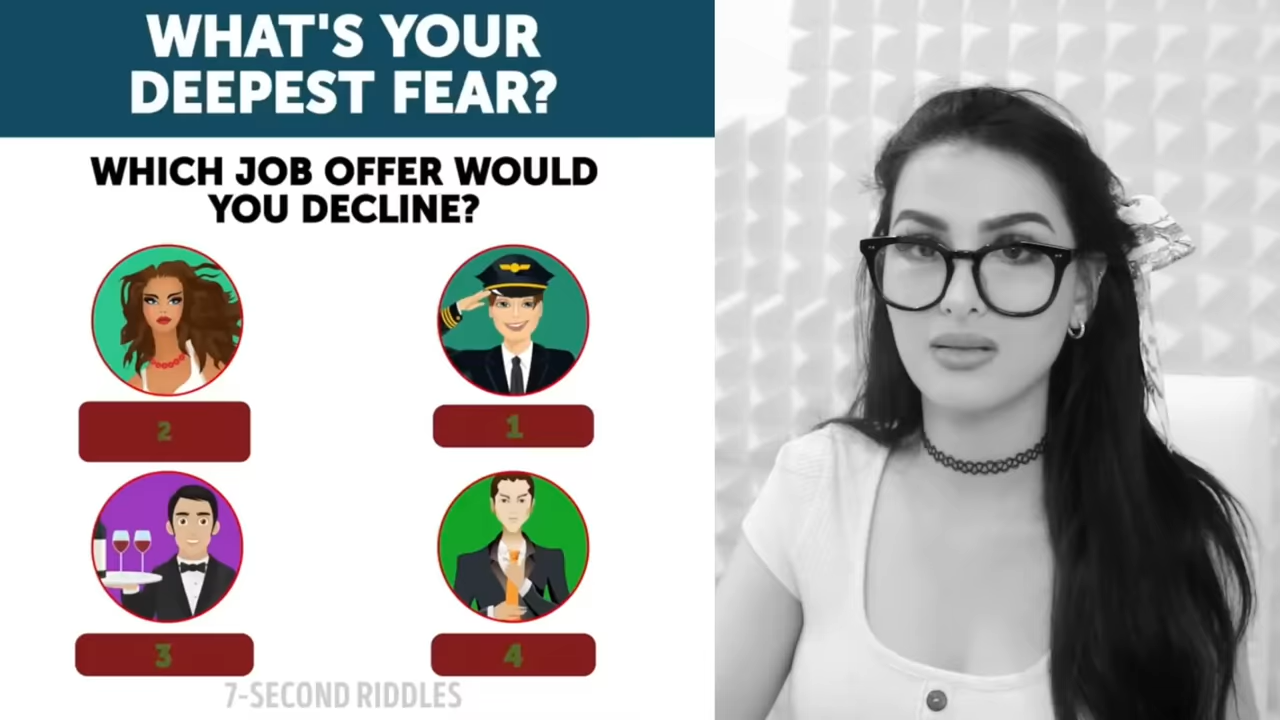 WHAT'S YOUR
DEEPEST FEAR?
WHICH JOB OFFER WOULD
YOU DECLINE?
2
1
3
4
7-SECOND RIDDLES